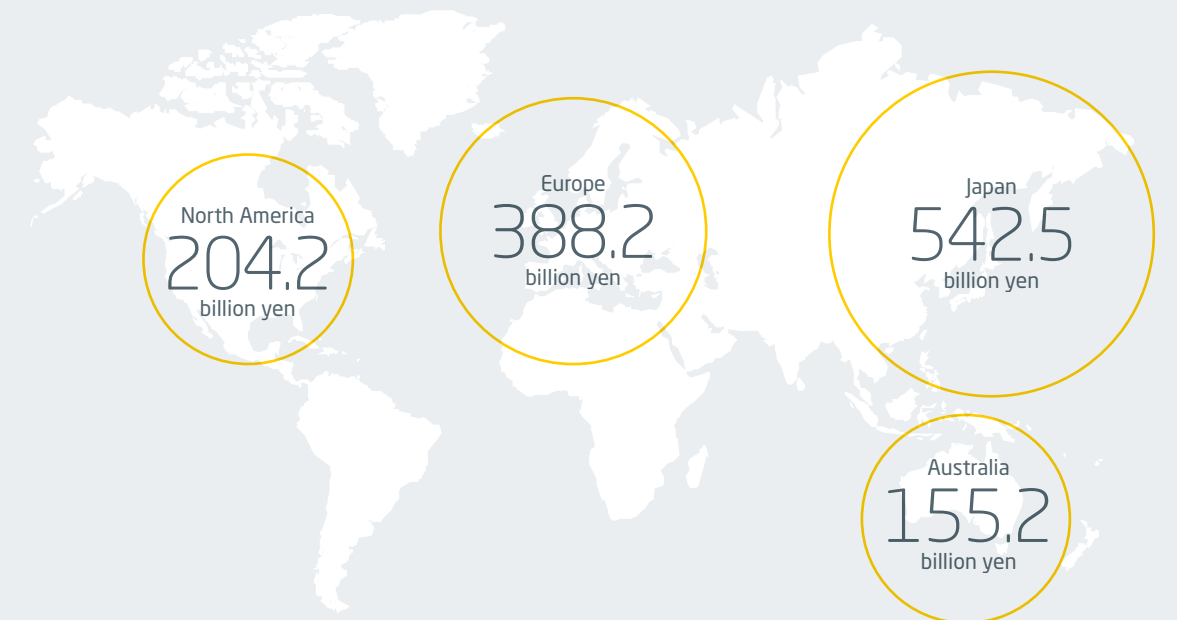 North America
204.2
billion yen
Europe
388.2
billion yen
Japan
542.5
billion yen
Australia
155.2
billion yen